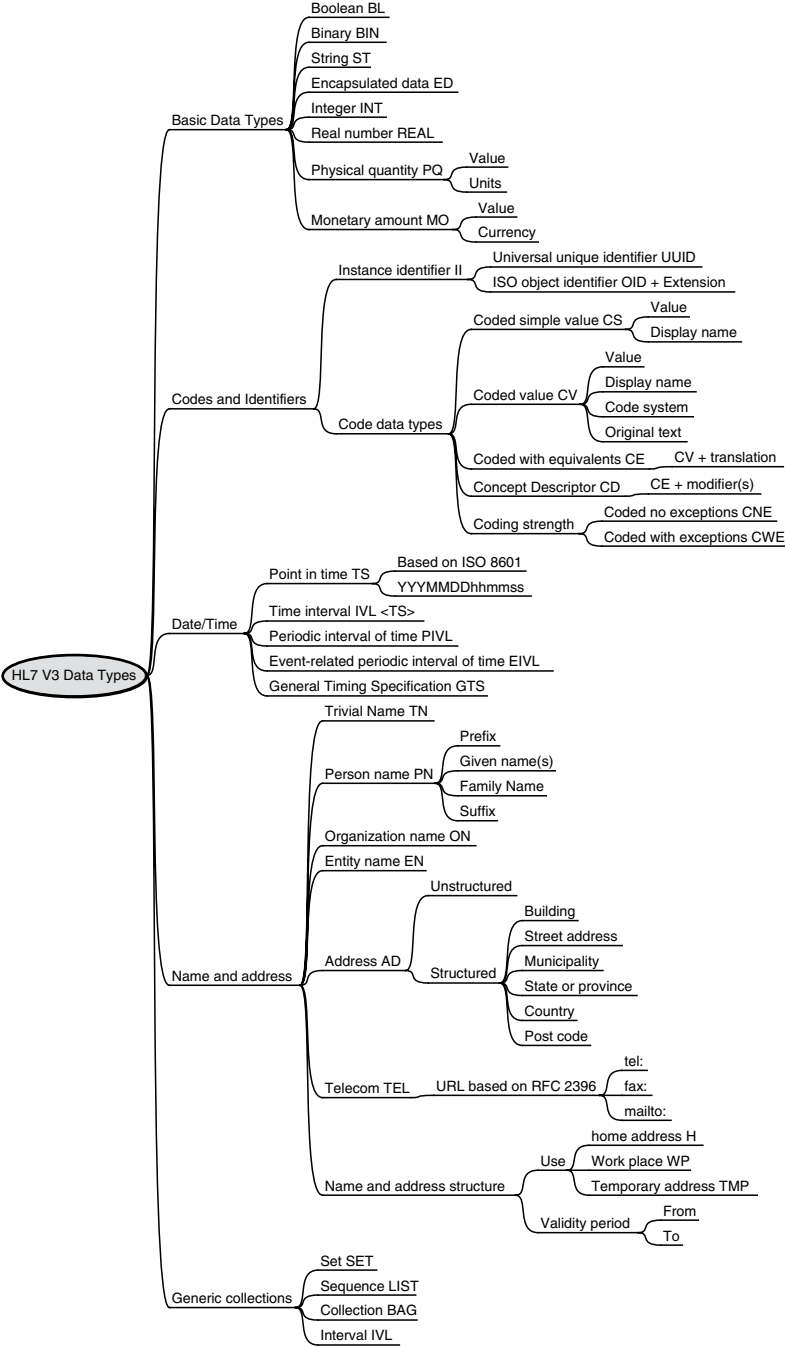 Boolean BL
Binary BIN
String ST
Encapsulated data ED
Integer INT
Real number REAL
Basic Data Types
Physical quantity PQ
Value
Units
Monetary amount MO
Value
Currency
Instance identifier II
Universal unique identifier UUID
ISO object identifier OID + Extension
Codes and Identifiers
Code data types
Coded simple value CS
Value
Display name
Coded value CV
Value
Display name
Code system
Original text
Coded with equivalents CE
CV + translation
Concept Descriptor CD
CE + modifier(s)
Coding strength
Coded no exceptions CNE
Coded with exceptions CWE
Date/Time
Point in time TS
Based on ISO 8601
YYYMMDDhhmmss
Time interval IVL <TS>
Periodic interval of time PIVL
Event-related periodic interval of time EIVL
General Timing Specification GTS
HL7 V3 Data Types
Name and address
Trivial Name TN
Person name PN
Prefix
Given name(s)
Family Name
Suffix
Organization name ON
Entity name EN
Address AD
Unstructured
Structured
Building
Street address
Municipality
State or province
Country
Post code
Telecom TEL
URL based on RFC 2396
tel:
fax:
mailto:
Name and address structure
Use
home address H
Work place WP
Temporary address TMP
Validity period
From
To
Generic collections
Set SET
Sequence LIST
Collection BAG
Interval IVL